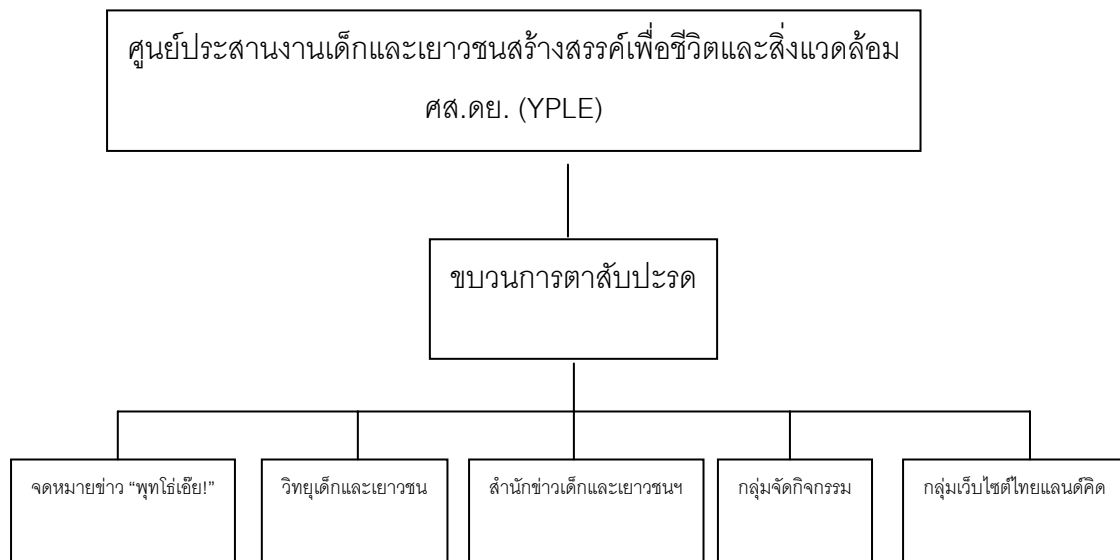 ศูนย์ประสานงานเด็กและเยาวชนสร้างสรรค์เพื่อชีวิตและสิ่งแวดล้อม
ศส.ดย. (YPLE)
ขบวนการตาสับปะรด
จดหมายข่าว “พุทโธ่เอ๊ย!”
วิทยุเด็กและเยาวชน
สำนักข่าวเด็กและเยาวชนฯ
กลุ่มจัดกิจกรรม
กลุ่มเว็บไซต์ไทยแลนด์คิด